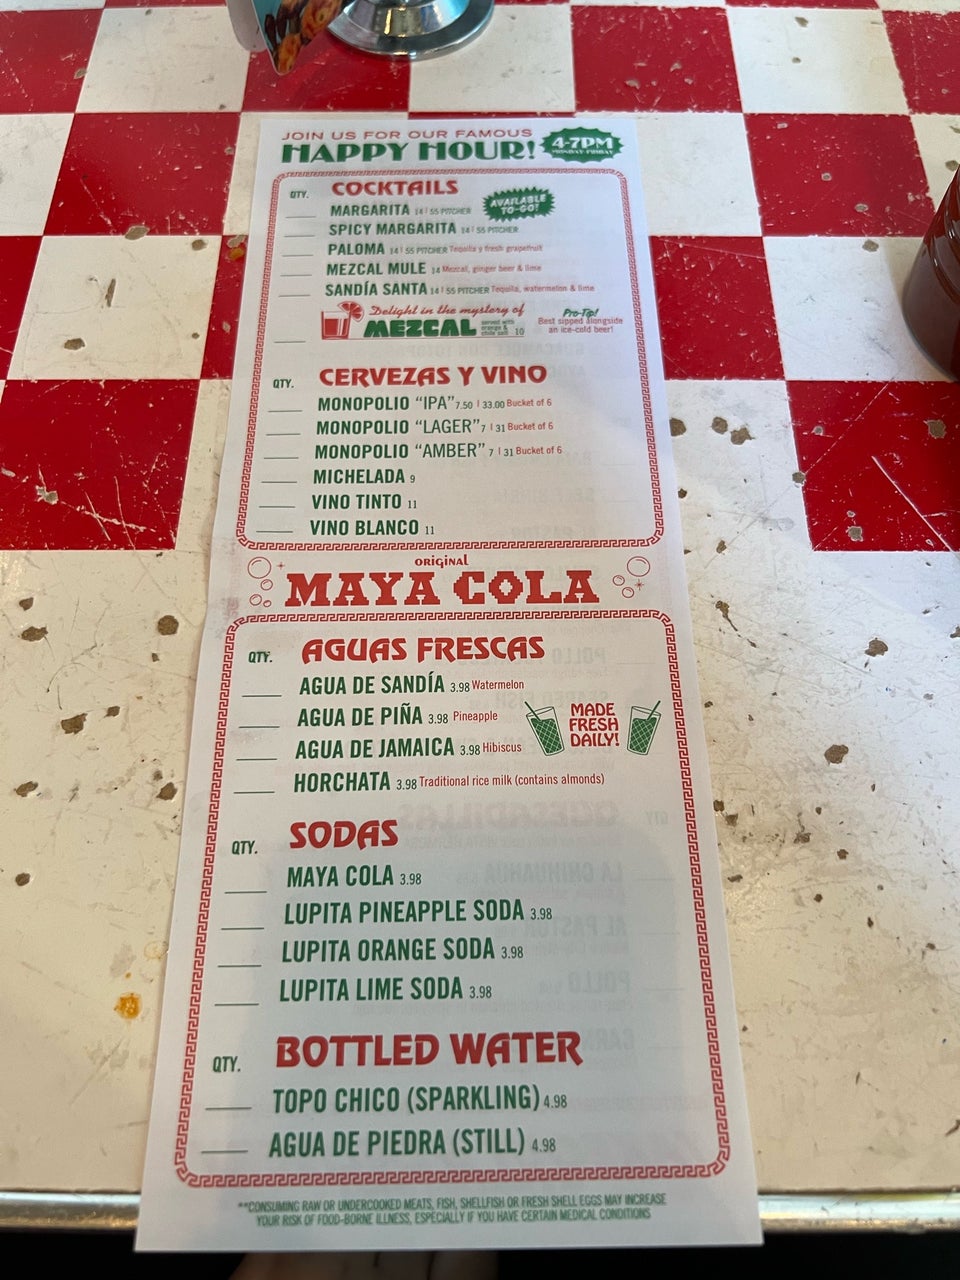 JOIN US FOR OUR FAMOUS
HAPPY HOUR!
4-7PM
MONDAY-FRIDAY
QTY. COCKTAILS
AVAILABLE
TO-GO!
MARGARITA 14 | 55 PITCHER
SPICY MARGARITA 14 | 55 PITCHER
PALOMA 14 | 55 PITCHER Tequila y fresh grapefruit
MEZCAL MULE 14 Mezcal, ginger beer & lime
SANDÍA SANTA 14 | 55 PITCHER Tequila, watermelon & lime
Delight in the mystery of
MEZCAL served with
orange &
chile salt 10
Pro-Tip!
Best sipped alongside
an ice-cold beer!
QTY. CERVEZAS Y VINO
MONOPOLIO “IPA” 7.50 | 33.00 Bucket of 6
MONOPOLIO “LAGER” 7 | 31 Bucket of 6
MONOPOLIO “AMBER” 7 | 31 Bucket of 6
MICHELADA 9
VINO TINTO 11
VINO BLANCO 11
ORIGINAL
MAYA COLA
QTY. AGUAS FRESCAS
AGUA DE SANDÍA 3.98 Watermelon
AGUA DE PIÑA 3.98 Pineapple
AGUA DE JAMAICA 3.98 Hibiscus
HORCHATA 3.98 Traditional rice milk (contains almonds)
MADE
FRESH
DAILY!
QTY. SODAS
MAYA COLA 3.98
LUPITA PINEAPPLE SODA 3.98
LUPITA ORANGE SODA 3.98
LUPITA LIME SODA 3.98
QTY. BOTTLED WATER
TOPO CHICO (SPARKLING) 4.98
AGUA DE PIEDRA (STILL) 4.98
**CONSUMING RAW OR UNDERCOOKED MEATS, FISH, SHELLFISH OR FRESH SHELL EGGS MAY INCREASE
YOUR RISK OF FOOD-BORNE ILLNESS, ESPECIALLY IF YOU HAVE CERTAIN MEDICAL CONDITIONS